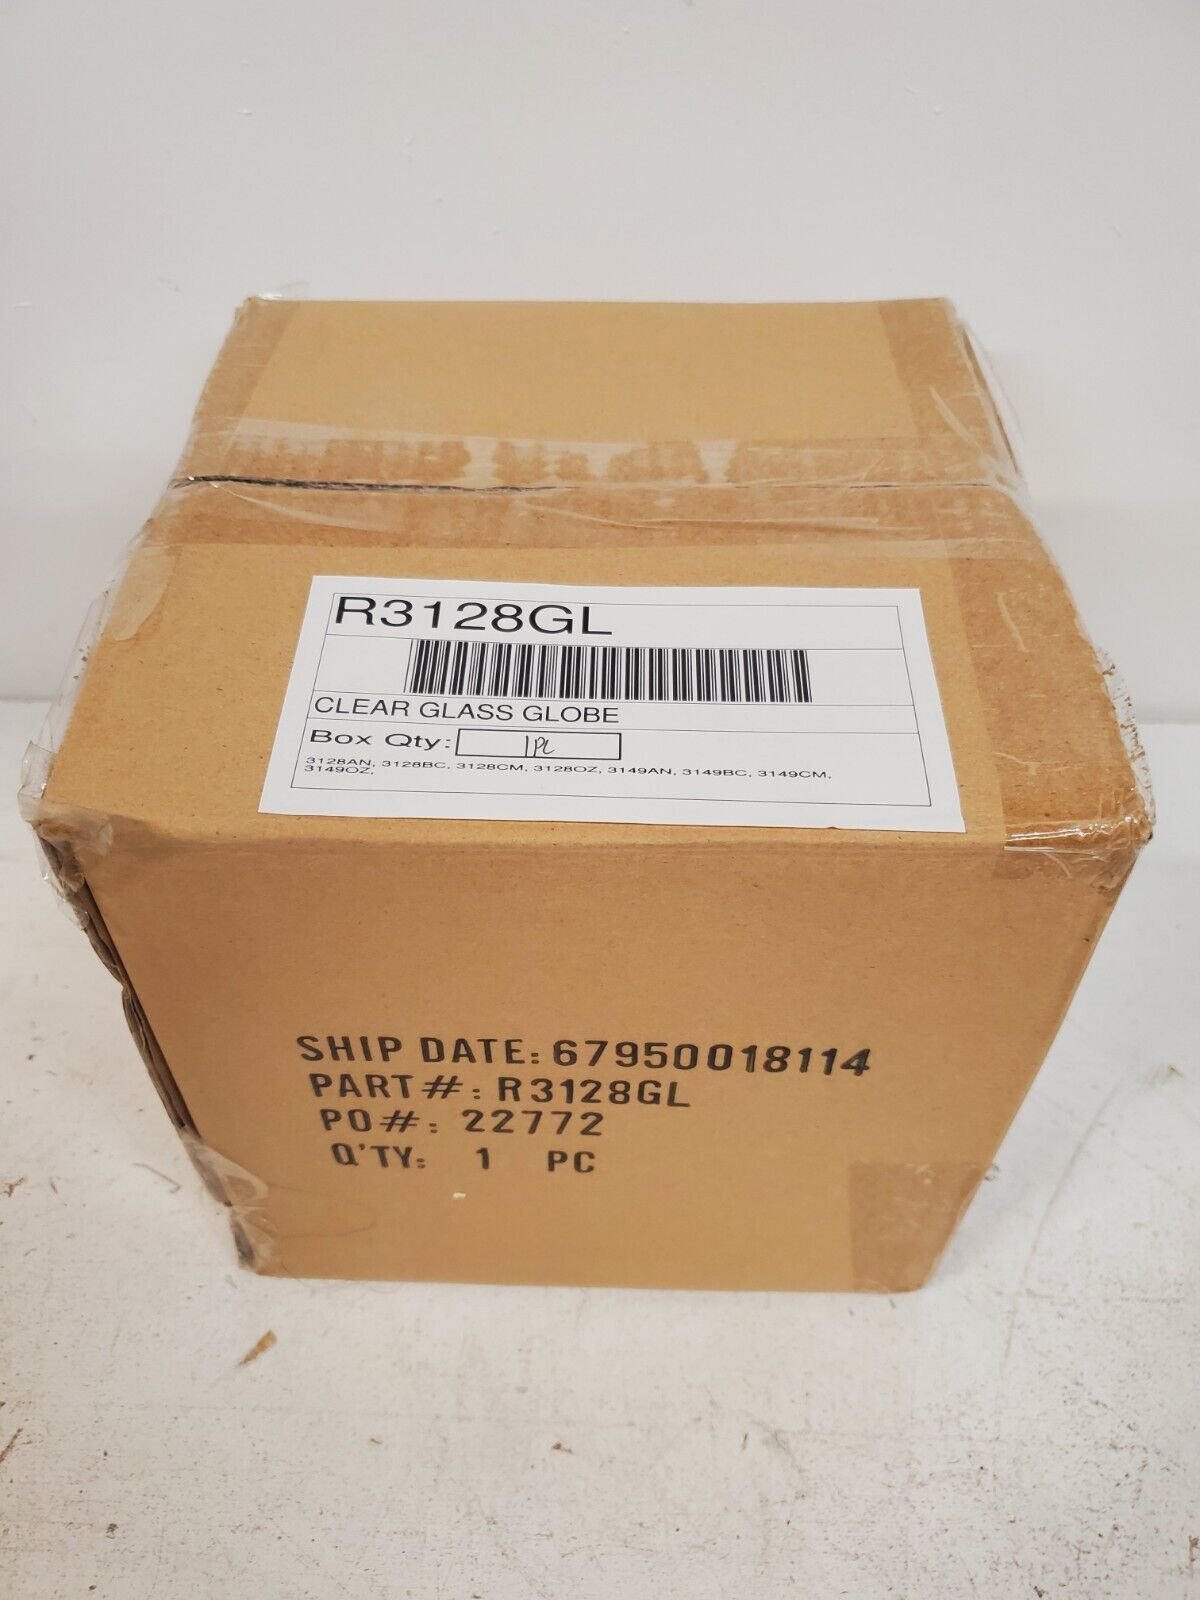 R3128GL
CLEAR GLASS GLOBE
Box Qty: 1PC
3128AN, 3128BC, 3128CM, 3128OZ, 3149AN, 3149BC, 3149CM,
3149OZ,
SHIP DATE: 67950018114
PART#: R3128GL
PO#: 22772
Q'TY: 1 PC